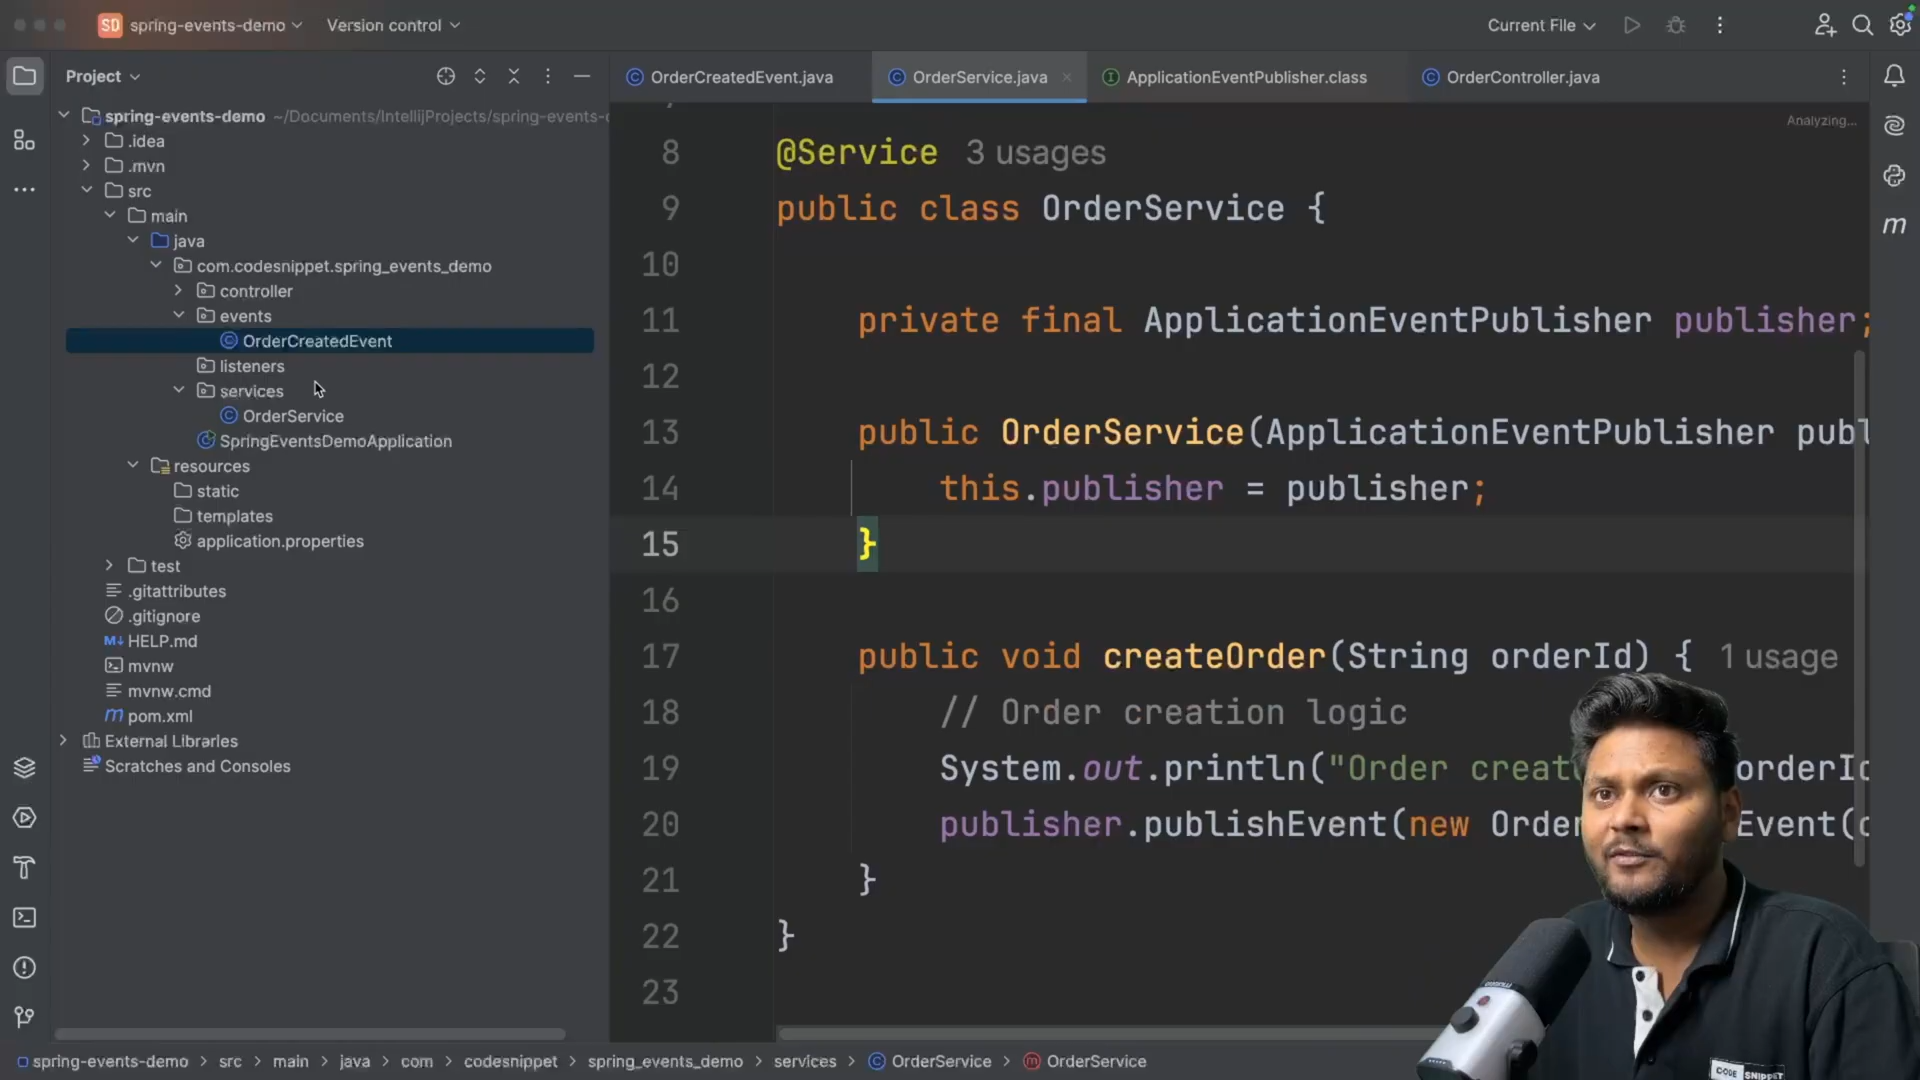 SD spring-events-demo Version control Current File
Project
OrderCreatedEvent.java OrderService.java ApplicationEventPublisher.class OrderController.java
Analyzing...
spring-events-demo ~/Documents/IntellijProjects/spring-events-
.idea
.mvn
src
main
java
com.codesnippet.spring_events_demo
controller
events
OrderCreatedEvent
listeners
services
OrderService
SpringEventsDemoApplication
resources
static
templates
application.properties
test
.gitattributes
.gitignore
M↓ HELP.md
mvnw
mvnw.cmd
m pom.xml
External Libraries
Scratches and Consoles
8 @Service 3 usages
9 public class OrderService {
10
11 private final ApplicationEventPublisher publisher;
12
13 public OrderService(ApplicationEventPublisher publ
14 this.publisher = publisher;
15 }
16
17 public void createOrder(String orderId) { 1 usage
18 // Order creation logic
19 System.out.println("Order creat orderId
20 publisher.publishEvent(new Order Event(o
21 }
22 }
23
m
CODE SNIPPET
spring-events-demo > src > main > java > com > codesnippet > spring_events_demo > services > OrderService > OrderService